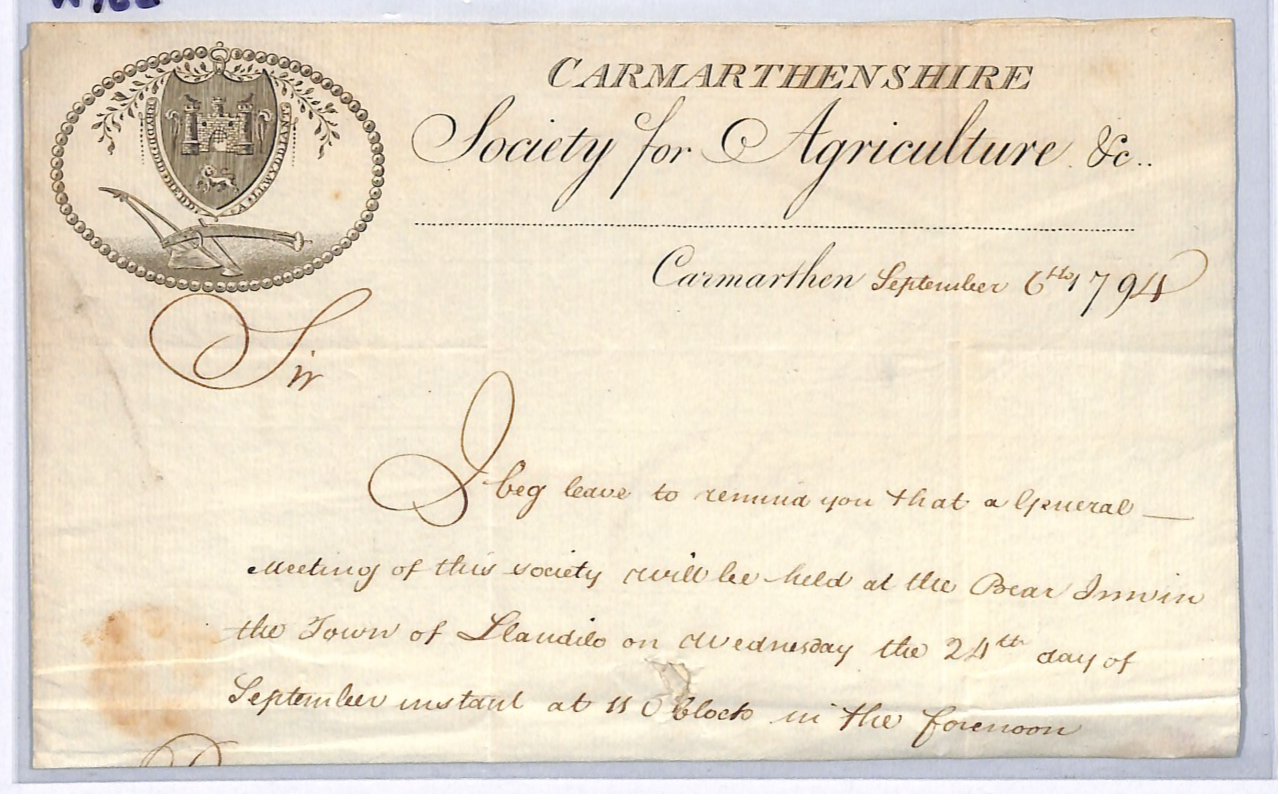 CARMARTHENSHIRE
Society for Agriculture &c..
A LLWYDDIANT
Carmarthen September 6th 1794
Sir
I beg leave to remind you that a General —
Meeting of this society will be held at the Bear Inn in
the Town of Llandilo on Wednesday the 24th day of
September instant at 11 O'Clock in the forenoon